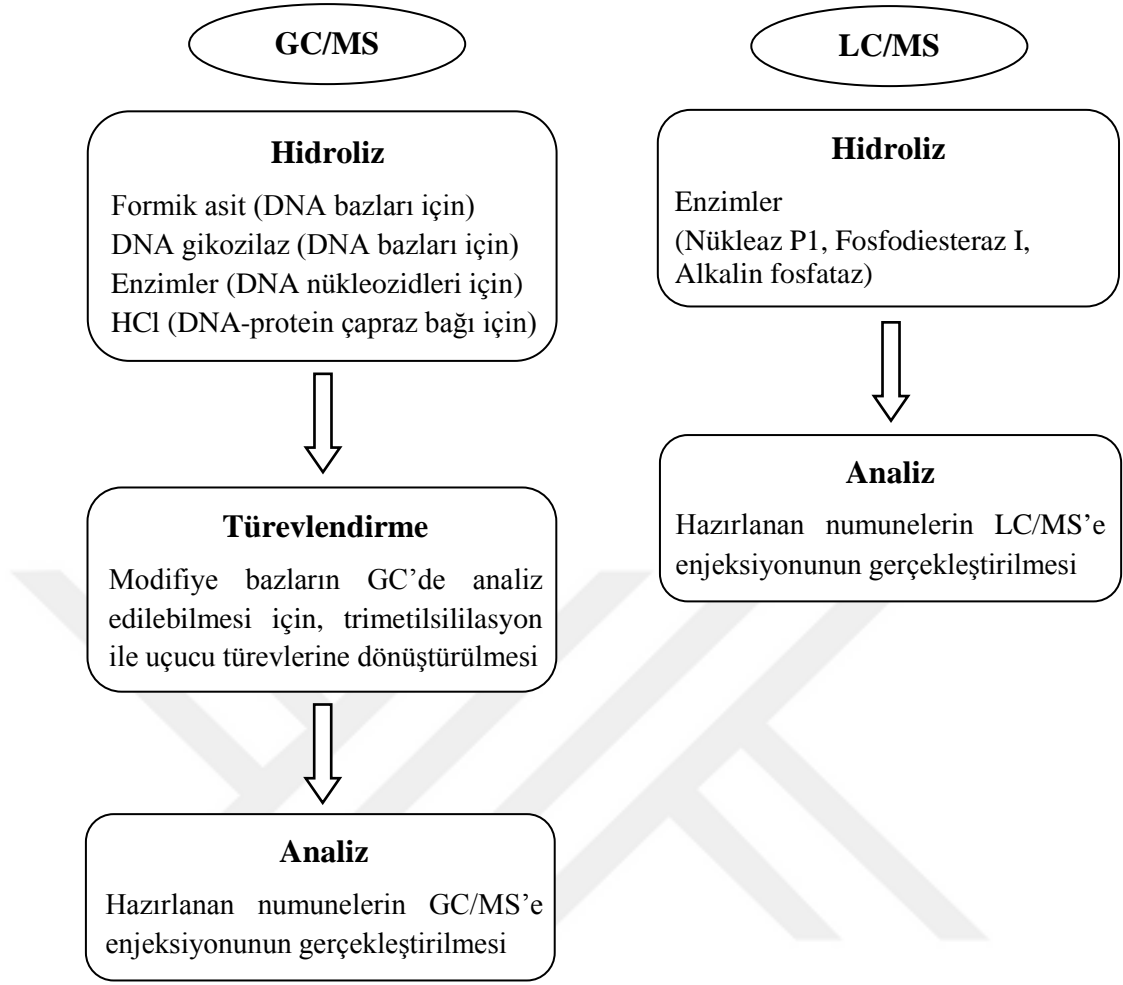 GC/MS
Hidroliz
Formik asit (DNA bazları için)
DNA gikozilaz (DNA bazları için)
Enzimler (DNA nükleozidleri için)
HCl (DNA-protein çapraz bağı için)
Türevlendirme
Modifiye bazların GC’de analiz
edilebilmesi için, trimetilsililasyon
ile uçucu türevlerine dönüştürülmesi
Analiz
Hazırlanan numunelerin GC/MS’e
enjeksiyonunun gerçekleştirilmesi
LC/MS
Hidroliz
Enzimler
(Nükleaz P1, Fosfodiesteraz I,
Alkalin fosfataz)
Analiz
Hazırlanan numunelerin LC/MS’e
enjeksiyonunun gerçekleştirilmesi